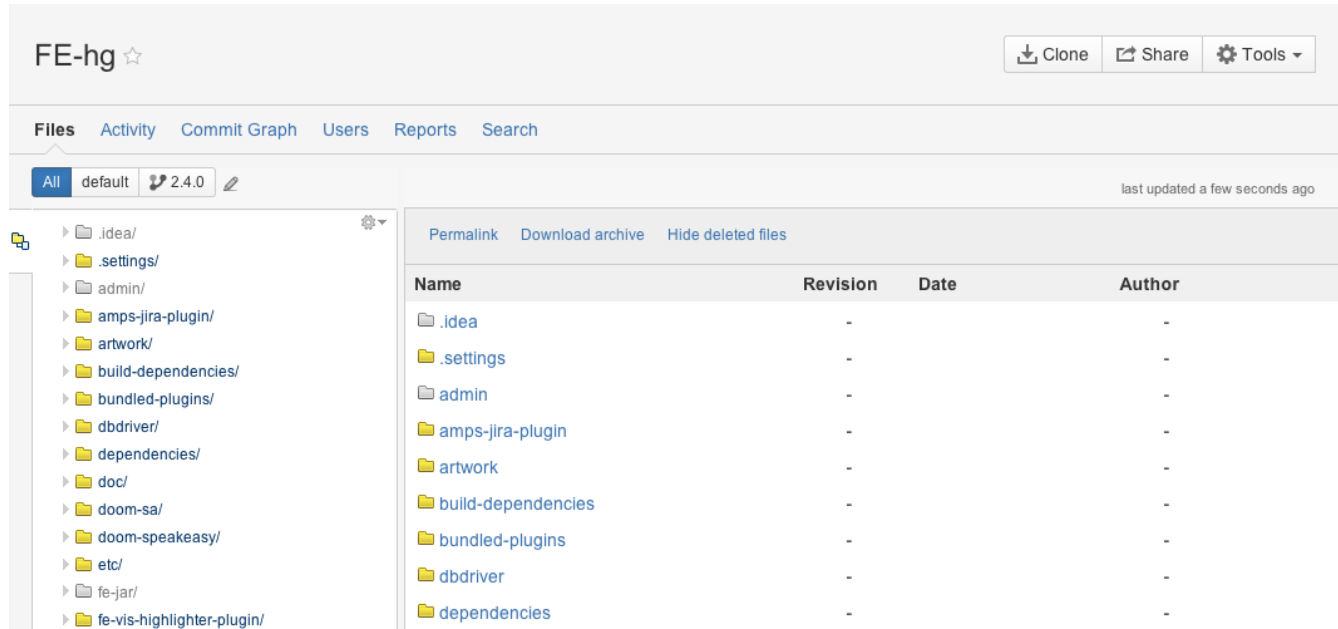 FE-hg
Clone Share Tools
Files Activity Commit Graph Users Reports Search
All default 2.4.0
last updated a few seconds ago
.idea/
.settings/
admin/
amps-jira-plugin/
artwork/
build-dependencies/
bundled-plugins/
dbdriver/
dependencies/
doc/
doom-sa/
doom-speakeasy/
etc/
fe-jar/
fe-vis-highlighter-plugin/
Permalink Download archive Hide deleted files
Name Revision Date Author
.idea - -
.settings - -
admin - -
amps-jira-plugin - -
artwork - -
build-dependencies - -
bundled-plugins - -
dbdriver - -
dependencies - -